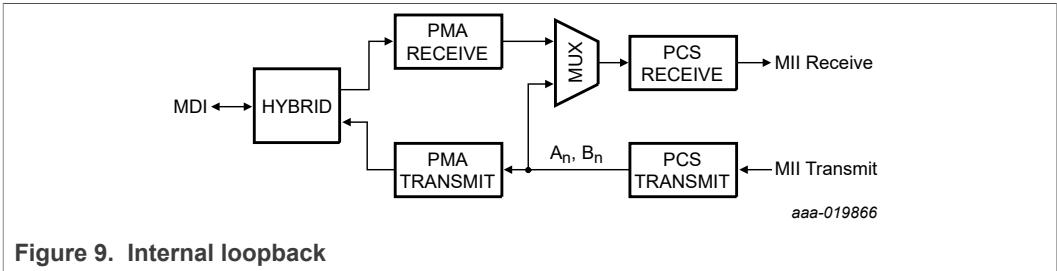 PMA
RECEIVE
MUX
PCS
RECEIVE
MII Receive
MDI
HYBRID
PMA
TRANSMIT
Aₙ, Bₙ
PCS
TRANSMIT
MII Transmit
aaa-019866
Figure 9. Internal loopback